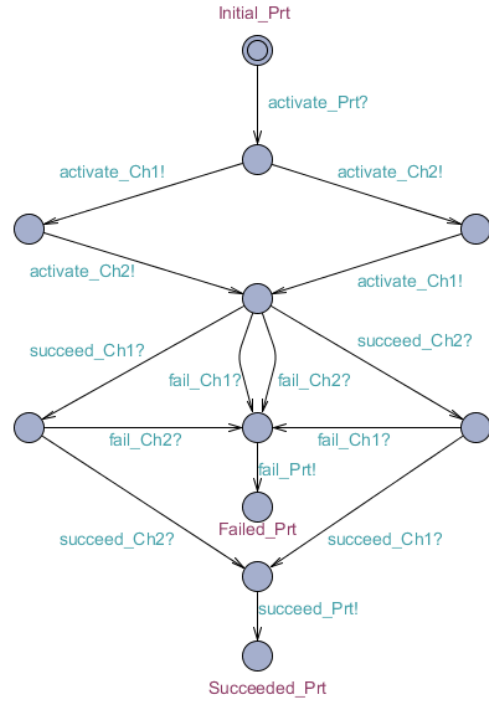 Initial_Prt
activate_Prt?
activate_Ch1!
activate_Ch2!
activate_Ch2!
activate_Ch1!
succeed_Ch1?
succeed_Ch2?
fail_Ch1?
fail_Ch2?
fail_Ch2?
fail_Ch1?
fail_Prt!
Failed_Prt
succeed_Ch2?
succeed_Ch1?
succeed_Prt!
Succeeded_Prt